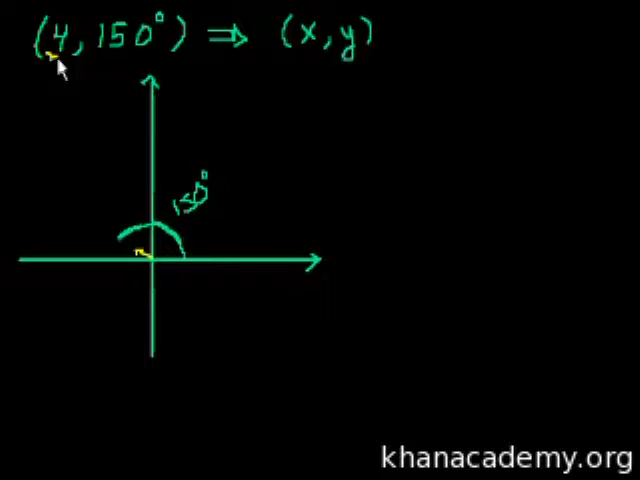 (4, 150°) ⇒ (x, y)
150°
khanacademy.org